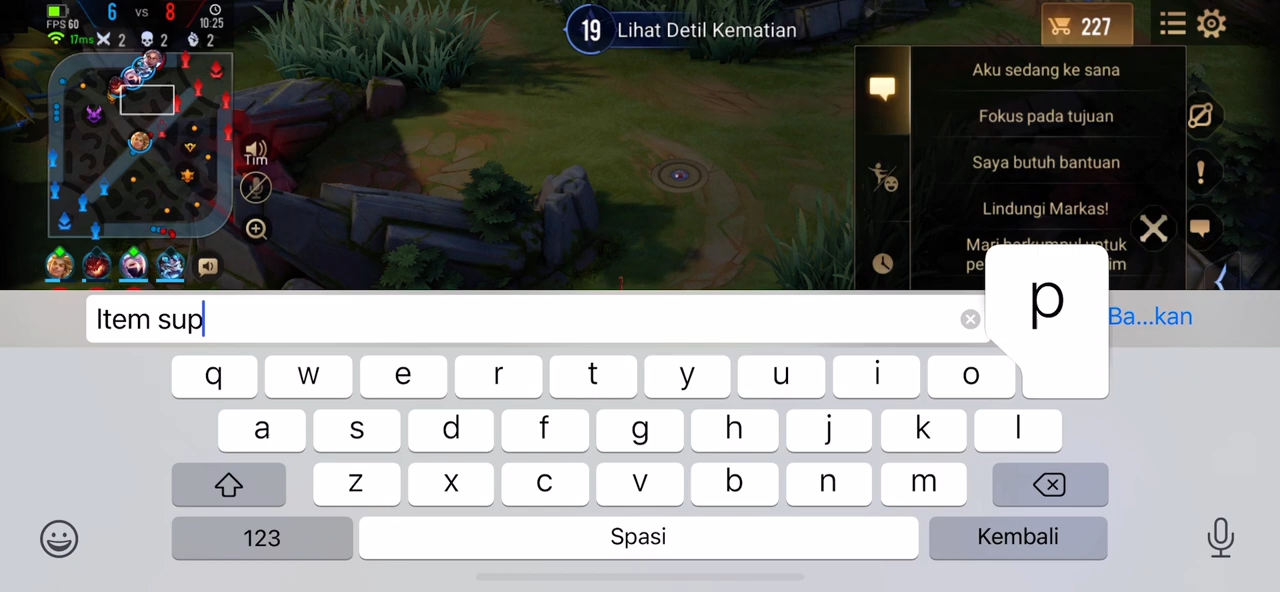 6 vs 8
FPS 60
10:25
17ms 2 2 2
19 Lihat Detil Kematian
227
Tim
Aku sedang ke sana
Fokus pada tujuan
Saya butuh bantuan
Lindungi Markas!
Item sup
p
Ba...kan
q w e r t y u i o
a s d f g h j k l
z x c v b n m
123 Spasi Kembali